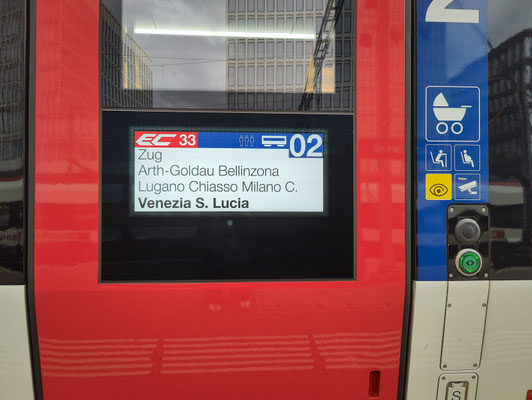 2
EC 33 02
Zug
Arth-Goldau Bellinzona
Lugano Chiasso Milano C.
Venezia S. Lucia
S